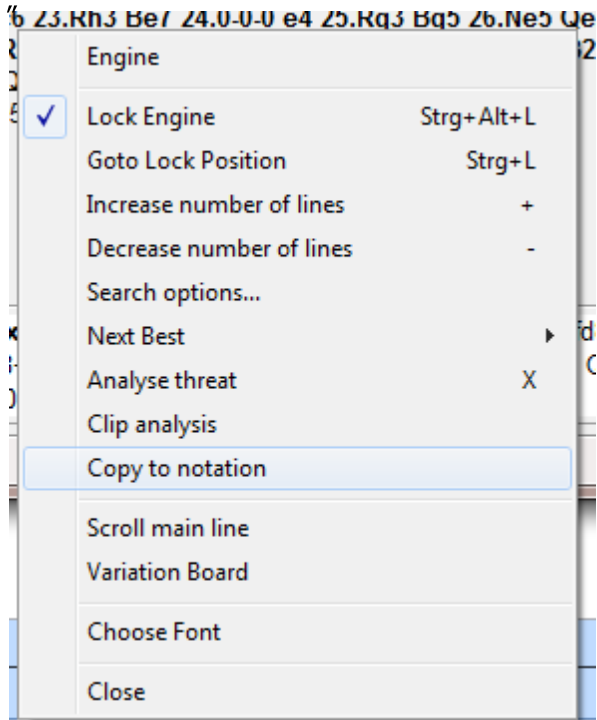 6 23.Rh3 Be7 24.0-0-0 e4 25.Rg3 Bg5 26.Ne5 Qe
Engine
Lock Engine Strg+Alt+L
Goto Lock Position Strg+L
Increase number of lines +
Decrease number of lines -
Search options...
Next Best
Analyse threat X
Clip analysis
Copy to notation
Scroll main line
Variation Board
Choose Font
Close